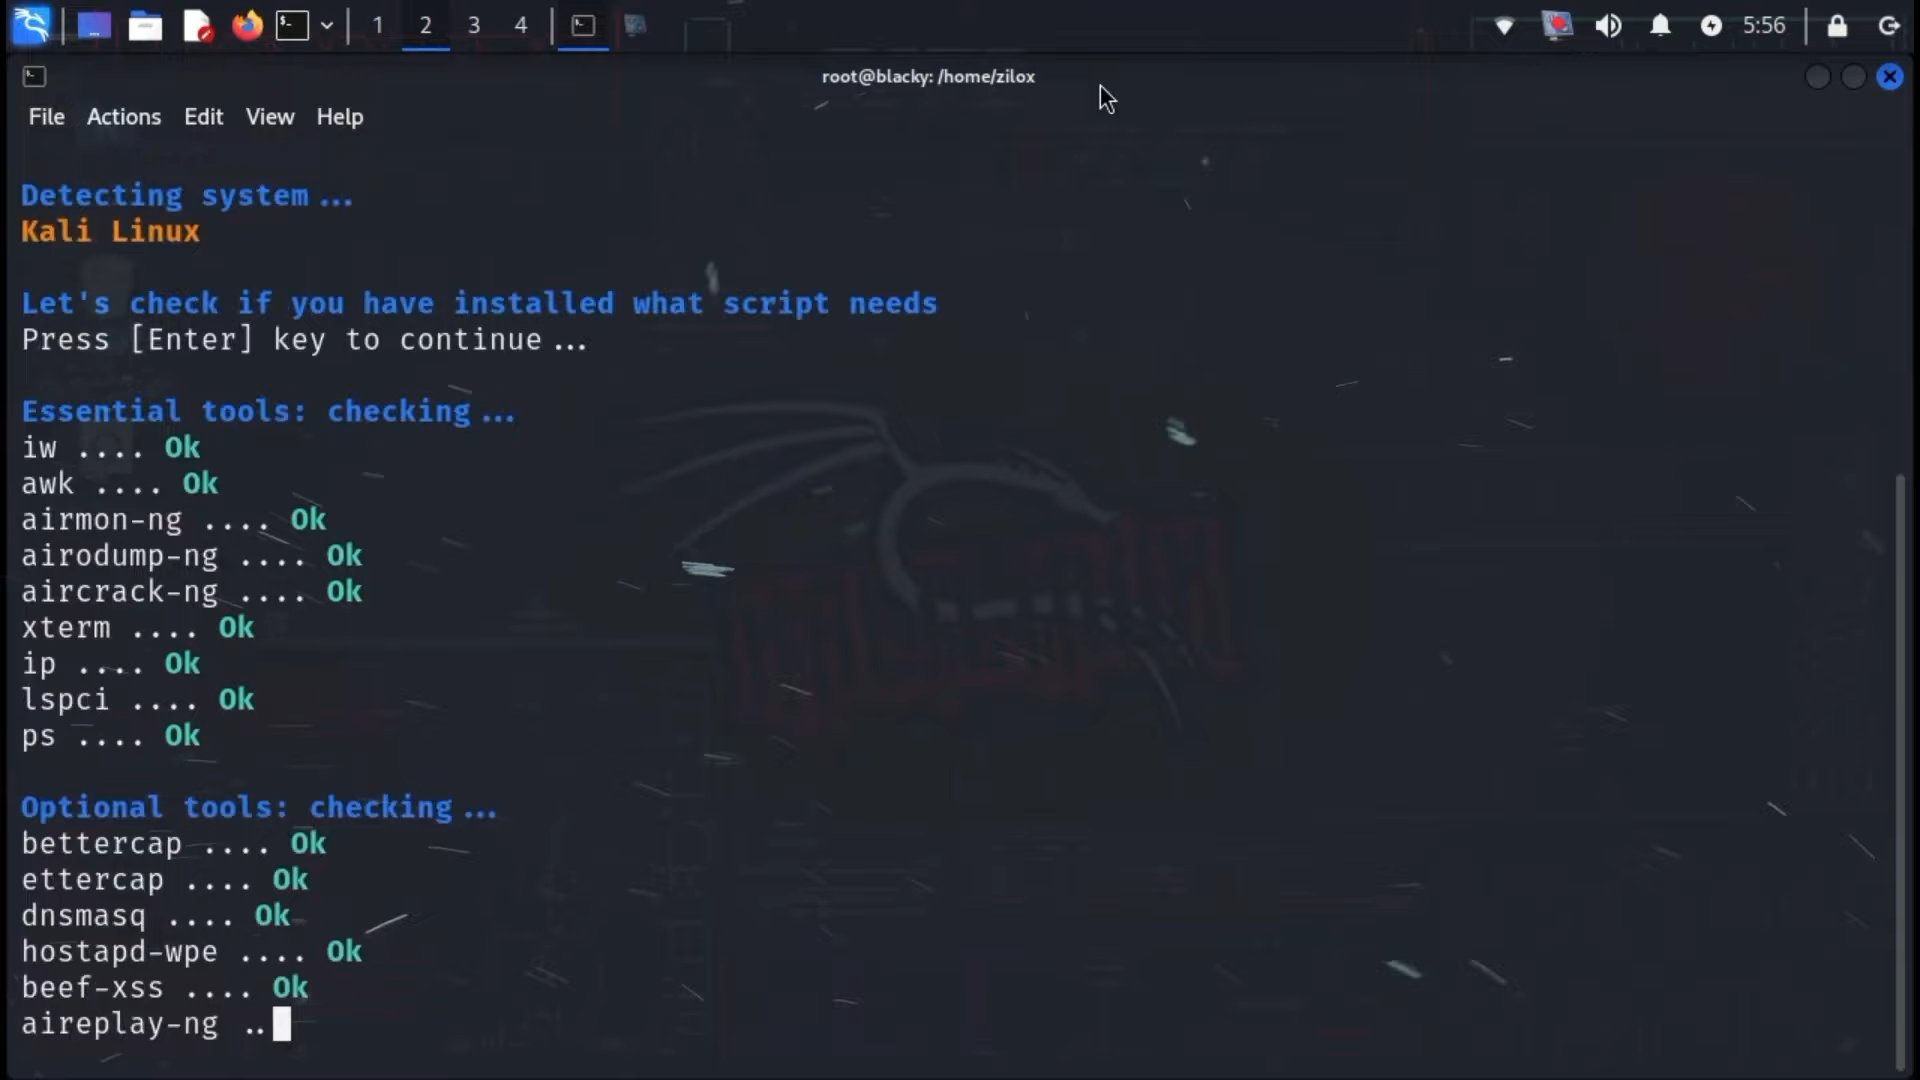 1 2 3 4 5:56
root@blacky: /home/zilox
File Actions Edit View Help
Detecting system...
Kali Linux
Let's check if you have installed what script needs
Press [Enter] key to continue...
Essential tools: checking...
iw .... Ok
awk .... Ok
airmon-ng .... Ok
airodump-ng .... Ok
aircrack-ng .... Ok
xterm .... Ok
ip .... Ok
lspci .... Ok
ps .... Ok
Optional tools: checking...
bettercap .... Ok
ettercap .... Ok
dnsmasq .... Ok
hostapd-wpe .... Ok
beef-xss .... Ok
aireplay-ng ..